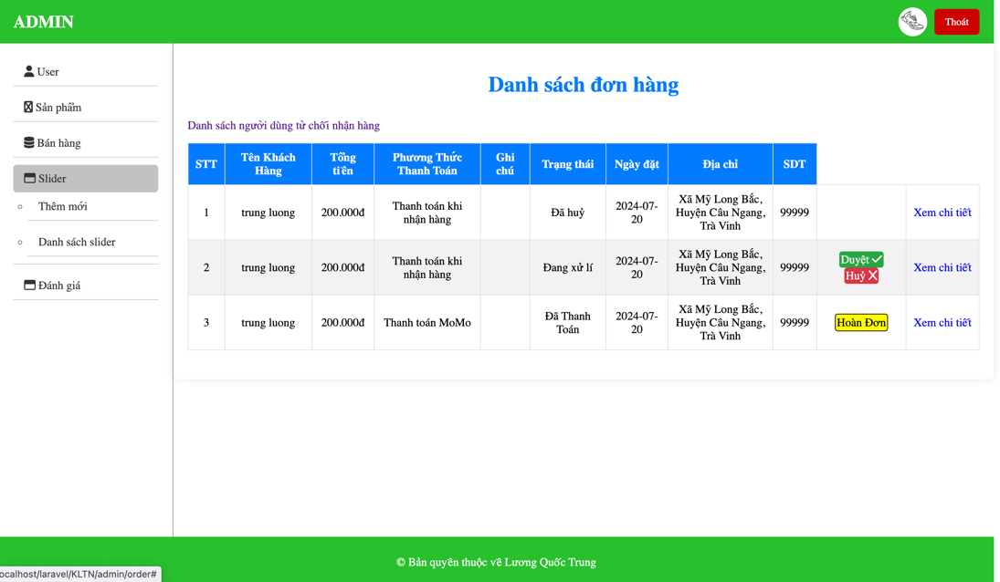 ADMIN
Thoát
User
Sản phẩm
Bán hàng
Slider
Thêm mới
Danh sách slider
Đánh giá
Danh sách đơn hàng
Danh sách người dùng từ chối nhận hàng
STT Tên Khách Hàng Tổng tiền Phương Thức Thanh Toán Ghi chú Trạng thái Ngày đặt Địa chỉ SDT
1 trung luong 200.000đ Thanh toán khi nhận hàng Đã huỷ 2024-07-20 Xã Mỹ Long Bắc, Huyện Câu Ngang, Trà Vinh 99999 Xem chi tiết
2 trung luong 200.000đ Thanh toán khi nhận hàng Đang xử lí 2024-07-20 Xã Mỹ Long Bắc, Huyện Câu Ngang, Trà Vinh 99999 Duyệt Huỷ Xem chi tiết
3 trung luong 200.000đ Thanh toán MoMo Đã Thanh Toán 2024-07-20 Xã Mỹ Long Bắc, Huyện Câu Ngang, Trà Vinh 99999 Hoàn Đơn Xem chi tiết
© Bản quyền thuộc về Lương Quốc Trung
ocalhost/laravel/KLTN/admin/order#